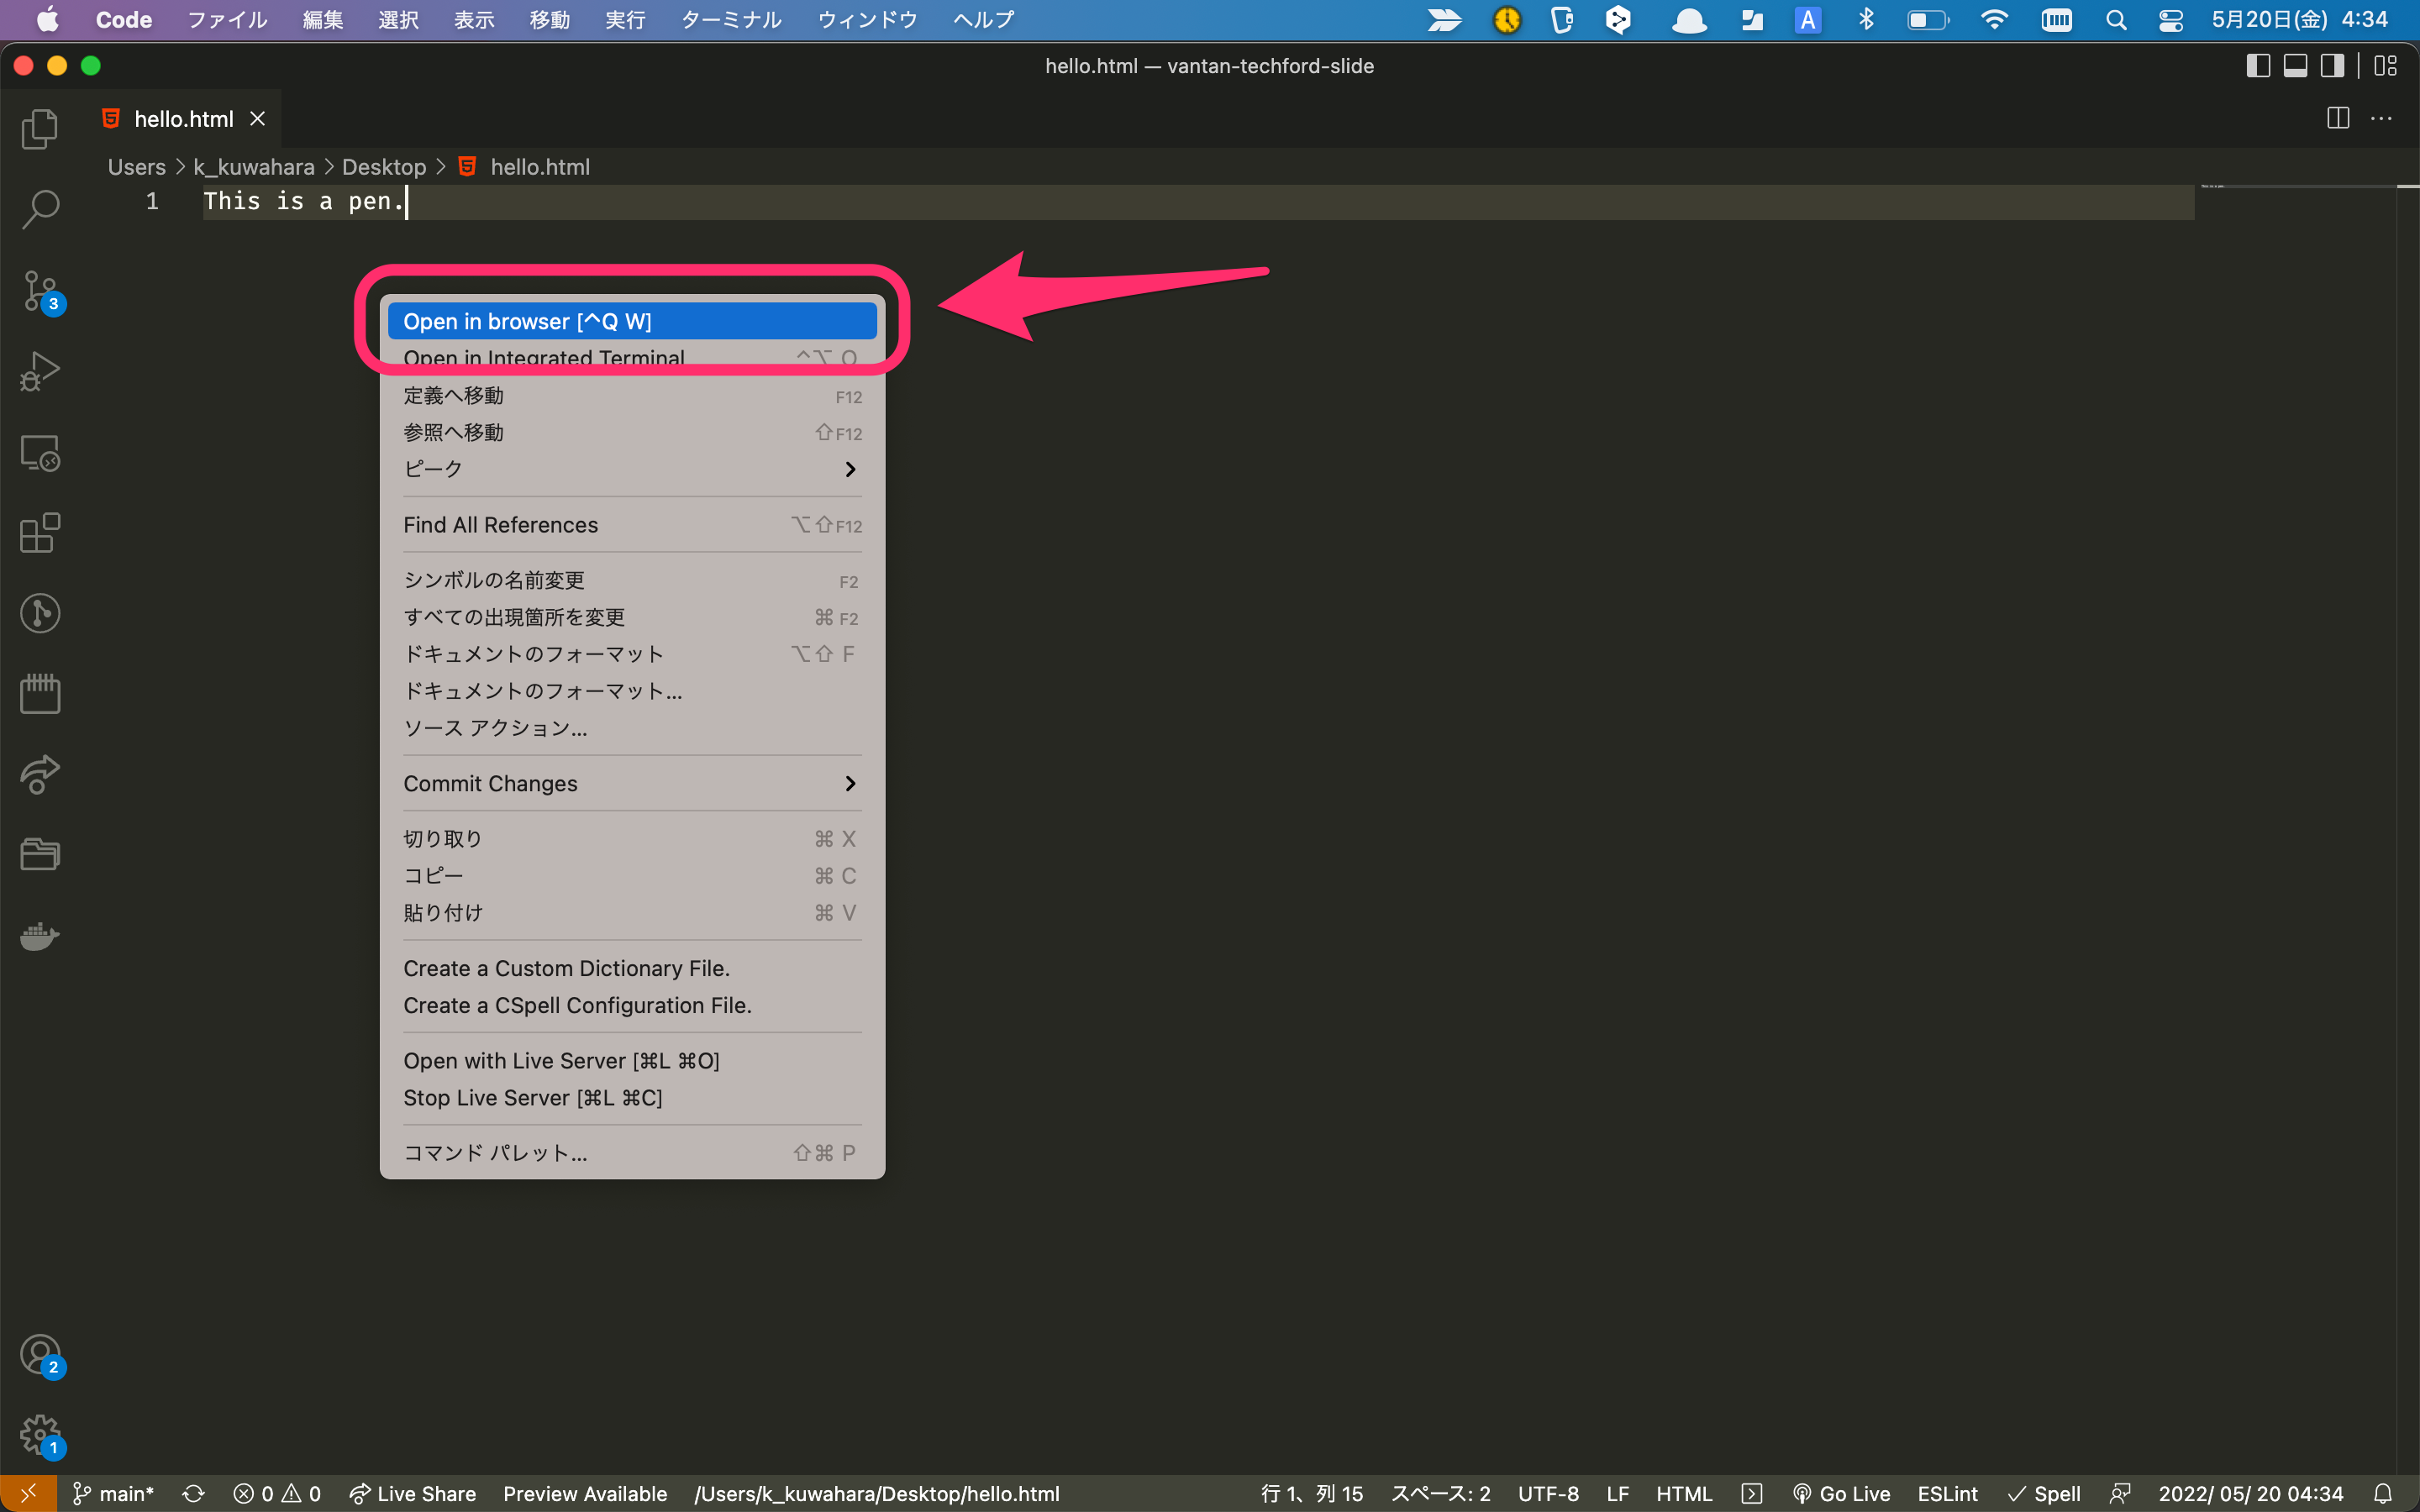 Code ファイル 編集 選択 表示 移動 実行 ターミナル ウィンドウ ヘルプ A 5月20日(金) 4:34
hello.html — vantan-techford-slide
hello.html
Users > k_kuwahara > Desktop > hello.html
1 This is a pen.
3
Open in browser [^Q W]
Open in Integrated Terminal ^⌥ O
定義へ移動 F12
参照へ移動 ⇧F12
ピーク
Find All References ⌥⇧F12
シンボルの名前変更 F2
すべての出現箇所を変更 ⌘ F2
ドキュメントのフォーマット ⌥⇧ F
ドキュメントのフォーマット...
ソース アクション...
Commit Changes
切り取り ⌘ X
コピー ⌘ C
貼り付け ⌘ V
Create a Custom Dictionary File.
Create a CSpell Configuration File.
Open with Live Server [⌘L ⌘O]
Stop Live Server [⌘L ⌘C]
コマンド パレット... ⇧⌘ P
2
1
main* 0 0 Live Share Preview Available /Users/k_kuwahara/Desktop/hello.html 行 1、列 15 スペース: 2 UTF-8 LF HTML Go Live ESLint Spell 2022/ 05/ 20 04:34